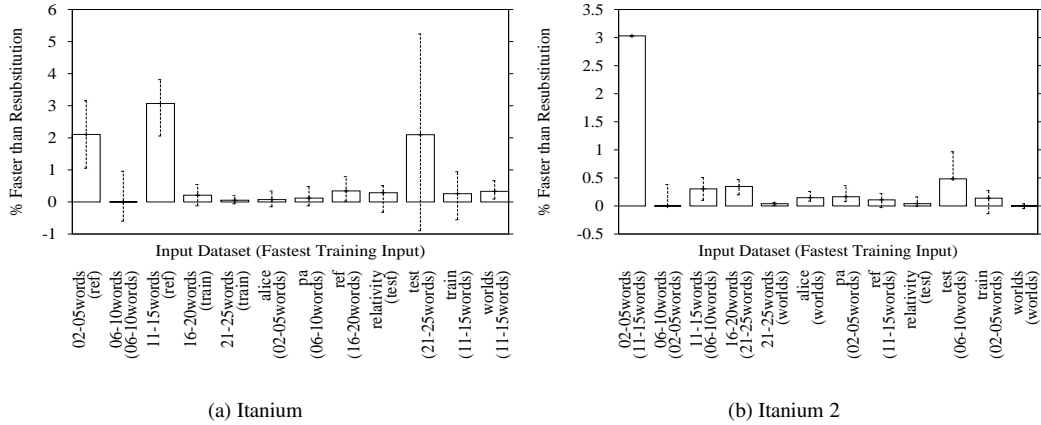 % Faster than Resubstitution
6
5
4
3
2
1
0
-1
Input Dataset (Fastest Training Input)
02-05words
(ref)
06-10words
(06-10words)
11-15words
(ref)
16-20words
(train)
21-25words
(train)
alice
(02-05words)
pa
(06-10words)
ref
(16-20words)
relativity
(test)
test
(21-25words)
train
(11-15words)
worlds
(11-15words)
(a) Itanium
% Faster than Resubstitution
3.5
3
2.5
2
1.5
1
0.5
0
-0.5
Input Dataset (Fastest Training Input)
02-05words
(11-15words)
06-10words
(02-05words)
11-15words
(06-10words)
16-20words
(21-25words)
21-25words
(worlds)
alice
(worlds)
pa
(02-05words)
ref
(11-15words)
relativity
(test)
test
(06-10words)
train
(02-05words)
worlds
(worlds)
(b) Itanium 2